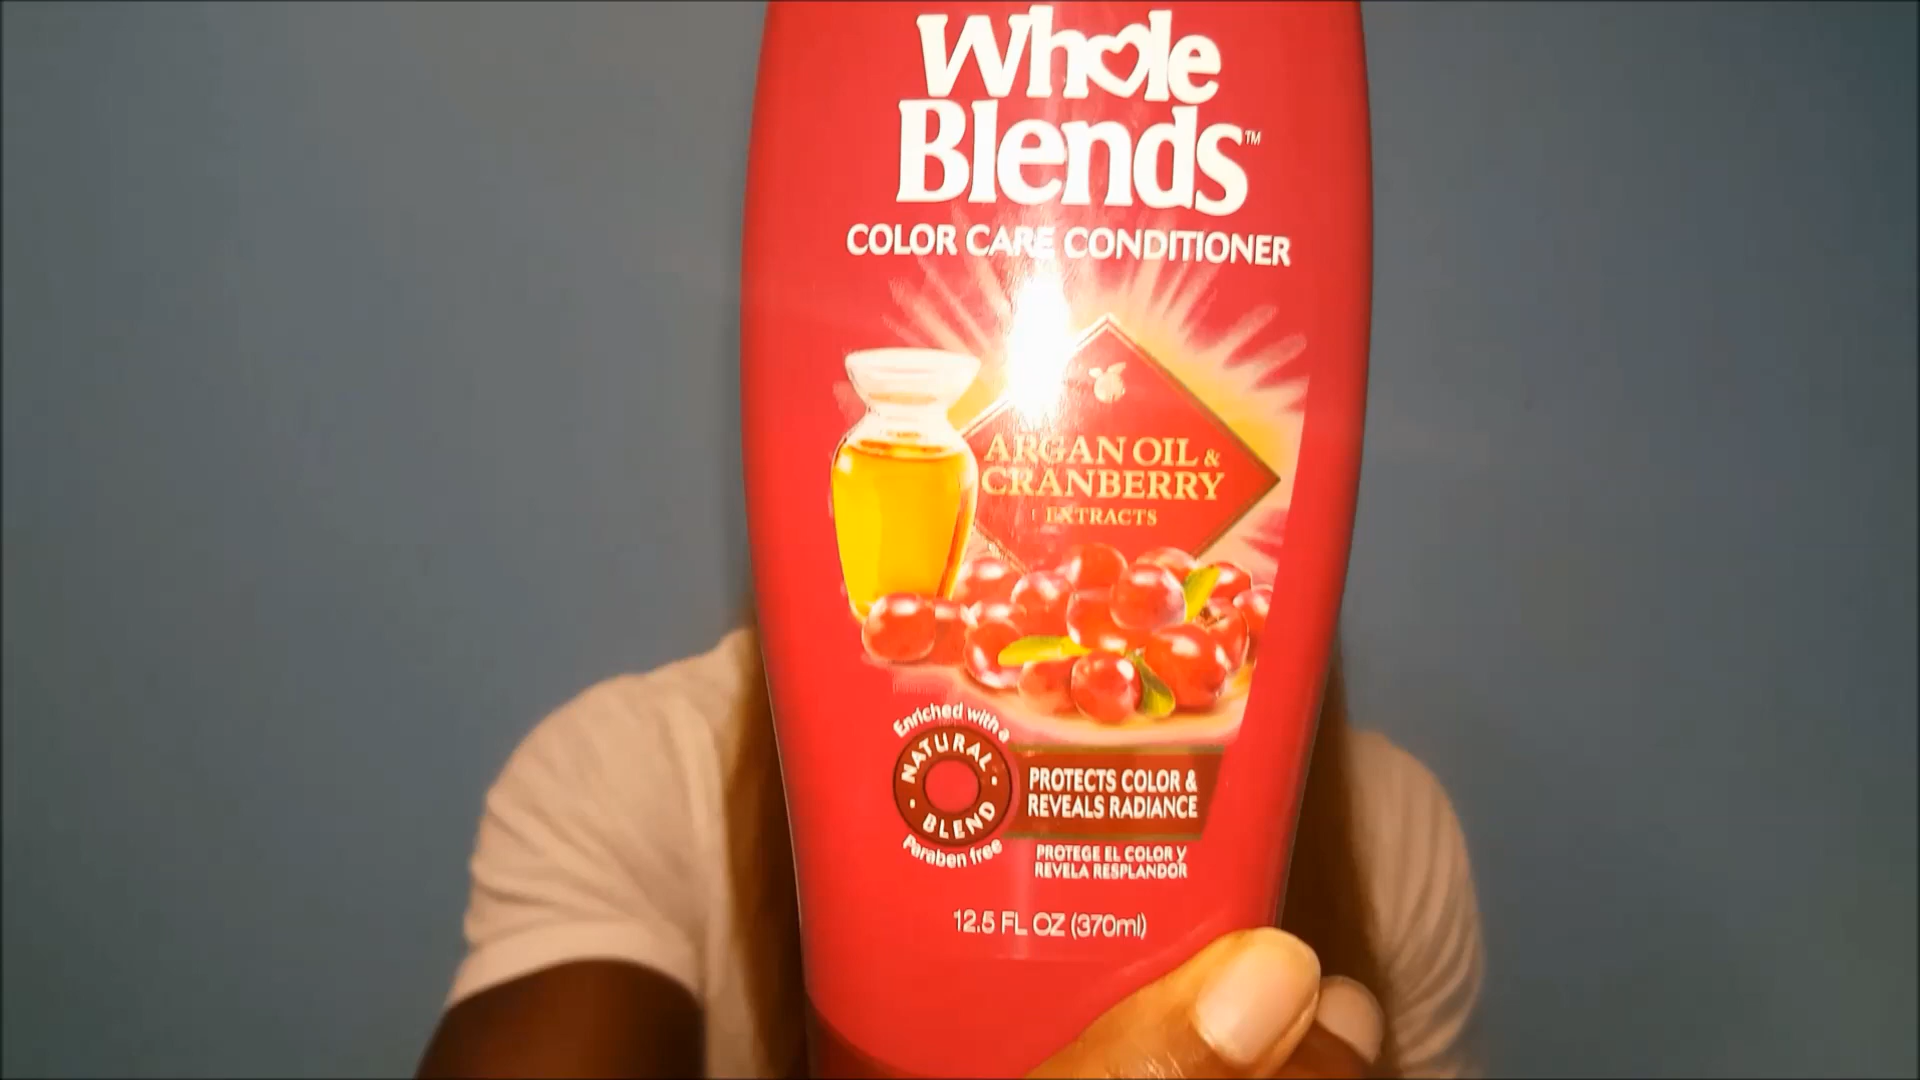 Whole
Blends™
COLOR CARE CONDITIONER
ARGAN OIL &
CRANBERRY
EXTRACTS
Enriched with a
NATURAL
BLEND
Paraben free
PROTECTS COLOR &
REVEALS RADIANCE
PROTEGE EL COLOR Y
REVELA RESPLANDOR
12.5 FL OZ (370ml)